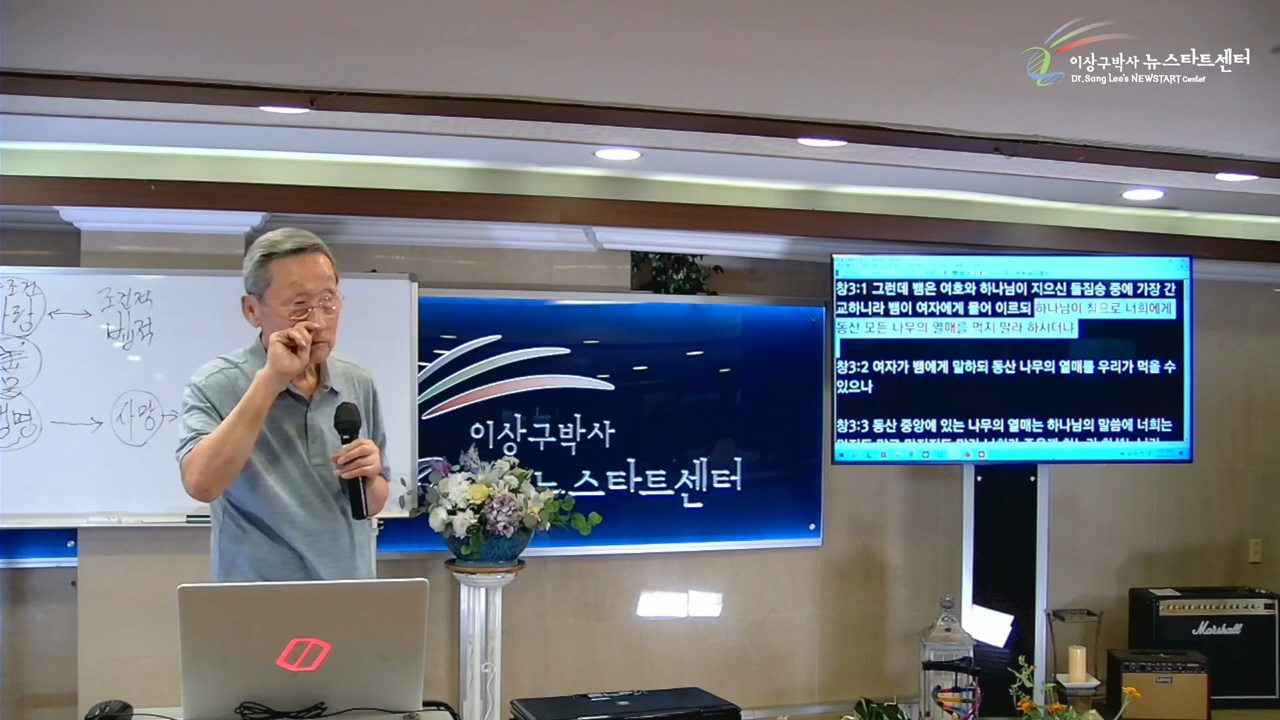 이상구박사 뉴스타트센터
Dr. Sang Lee's NEWSTART Center
조건적
법적
사망
이상구박사
뉴스타트센터
창3:1 그런데 뱀은 여호와 하나님이 지으신 들짐승 중에 가장 간
교하니라 뱀이 여자에게 물어 이르되 하나님이 참으로 너희에게
동산 모든 나무의 열매를 먹지 말라 하시더냐
창3:2 여자가 뱀에게 말하되 동산 나무의 열매를 우리가 먹을 수
있으나
창3:3 동산 중앙에 있는 나무의 열매는 하나님의 말씀에 너희는
Marshall